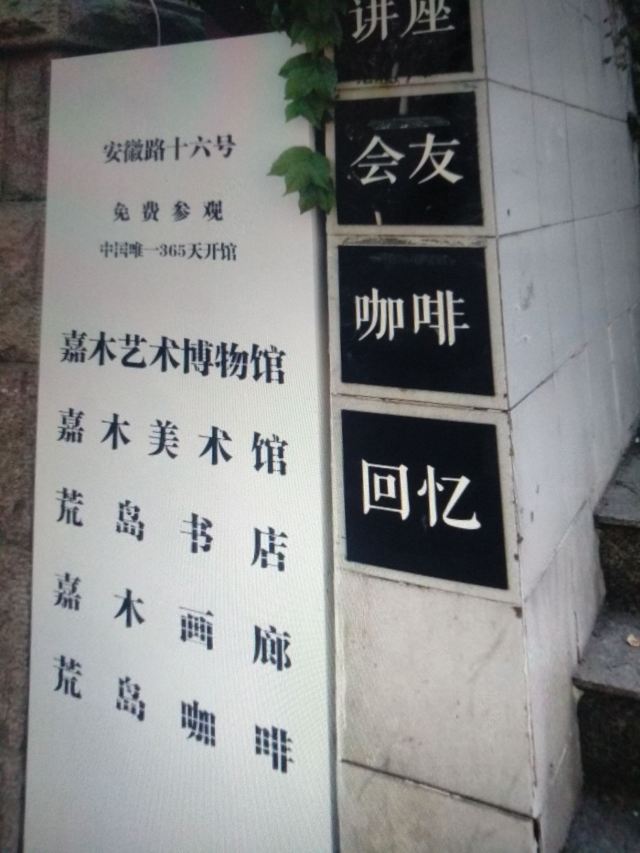 安徽路十六号
免费参观
中国唯一365天开馆
嘉木艺术博物馆
嘉木美术馆
荒岛书店
嘉木画廊
荒岛咖啡
讲座
会友
咖啡
回忆